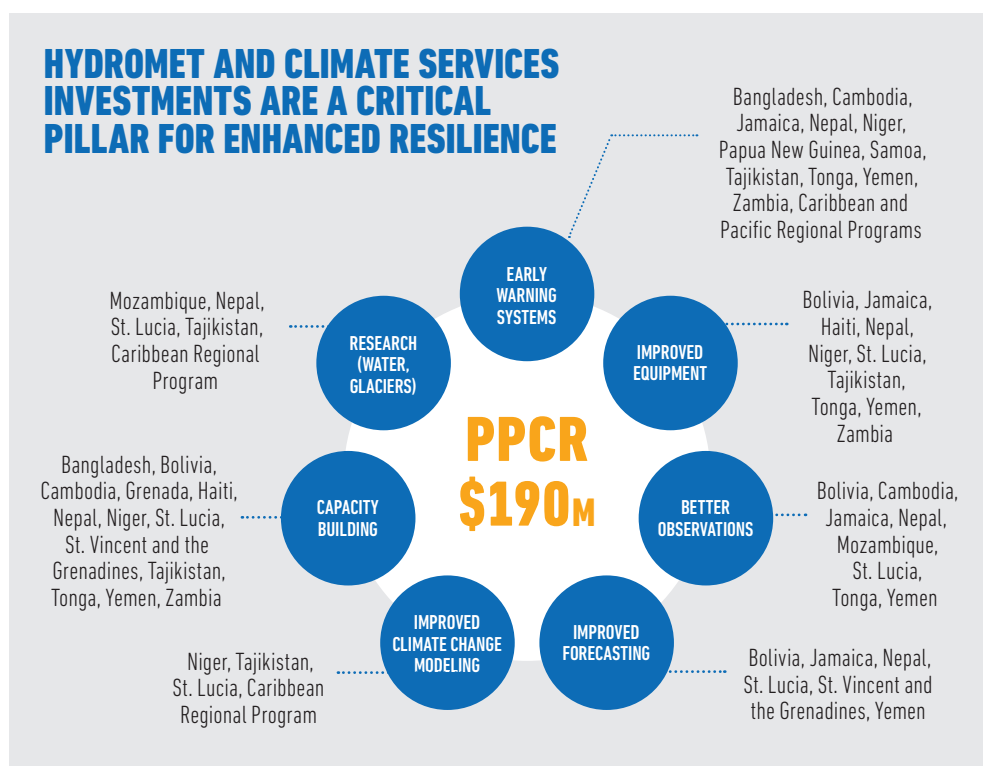 HYDROMET AND CLIMATE SERVICES
INVESTMENTS ARE A CRITICAL
PILLAR FOR ENHANCED RESILIENCE
Bangladesh, Cambodia,
Jamaica, Nepal, Niger,
Papua New Guinea, Samoa,
Tajikistan, Tonga, Yemen,
Zambia, Caribbean and
Pacific Regional Programs
EARLY
WARNING
SYSTEMS
Bolivia, Jamaica,
Haiti, Nepal,
Niger, St. Lucia,
Tajikistan,
Tonga, Yemen,
Zambia
IMPROVED
EQUIPMENT
Bolivia, Cambodia,
Jamaica, Nepal,
Mozambique,
St. Lucia,
Tonga, Yemen
BETTER
OBSERVATIONS
Bolivia, Jamaica, Nepal,
St. Lucia, St. Vincent and
the Grenadines, Yemen
IMPROVED
FORECASTING
Niger, Tajikistan,
St. Lucia, Caribbean
Regional Program
IMPROVED
CLIMATE CHANGE
MODELING
Bangladesh, Bolivia,
Cambodia, Grenada, Haiti,
Nepal, Niger, St. Lucia,
St. Vincent and the
Grenadines, Tajikistan,
Tonga, Yemen, Zambia
CAPACITY
BUILDING
Mozambique, Nepal,
St. Lucia, Tajikistan,
Caribbean Regional
Program
RESEARCH
(WATER,
GLACIERS)
PPCR
$190M